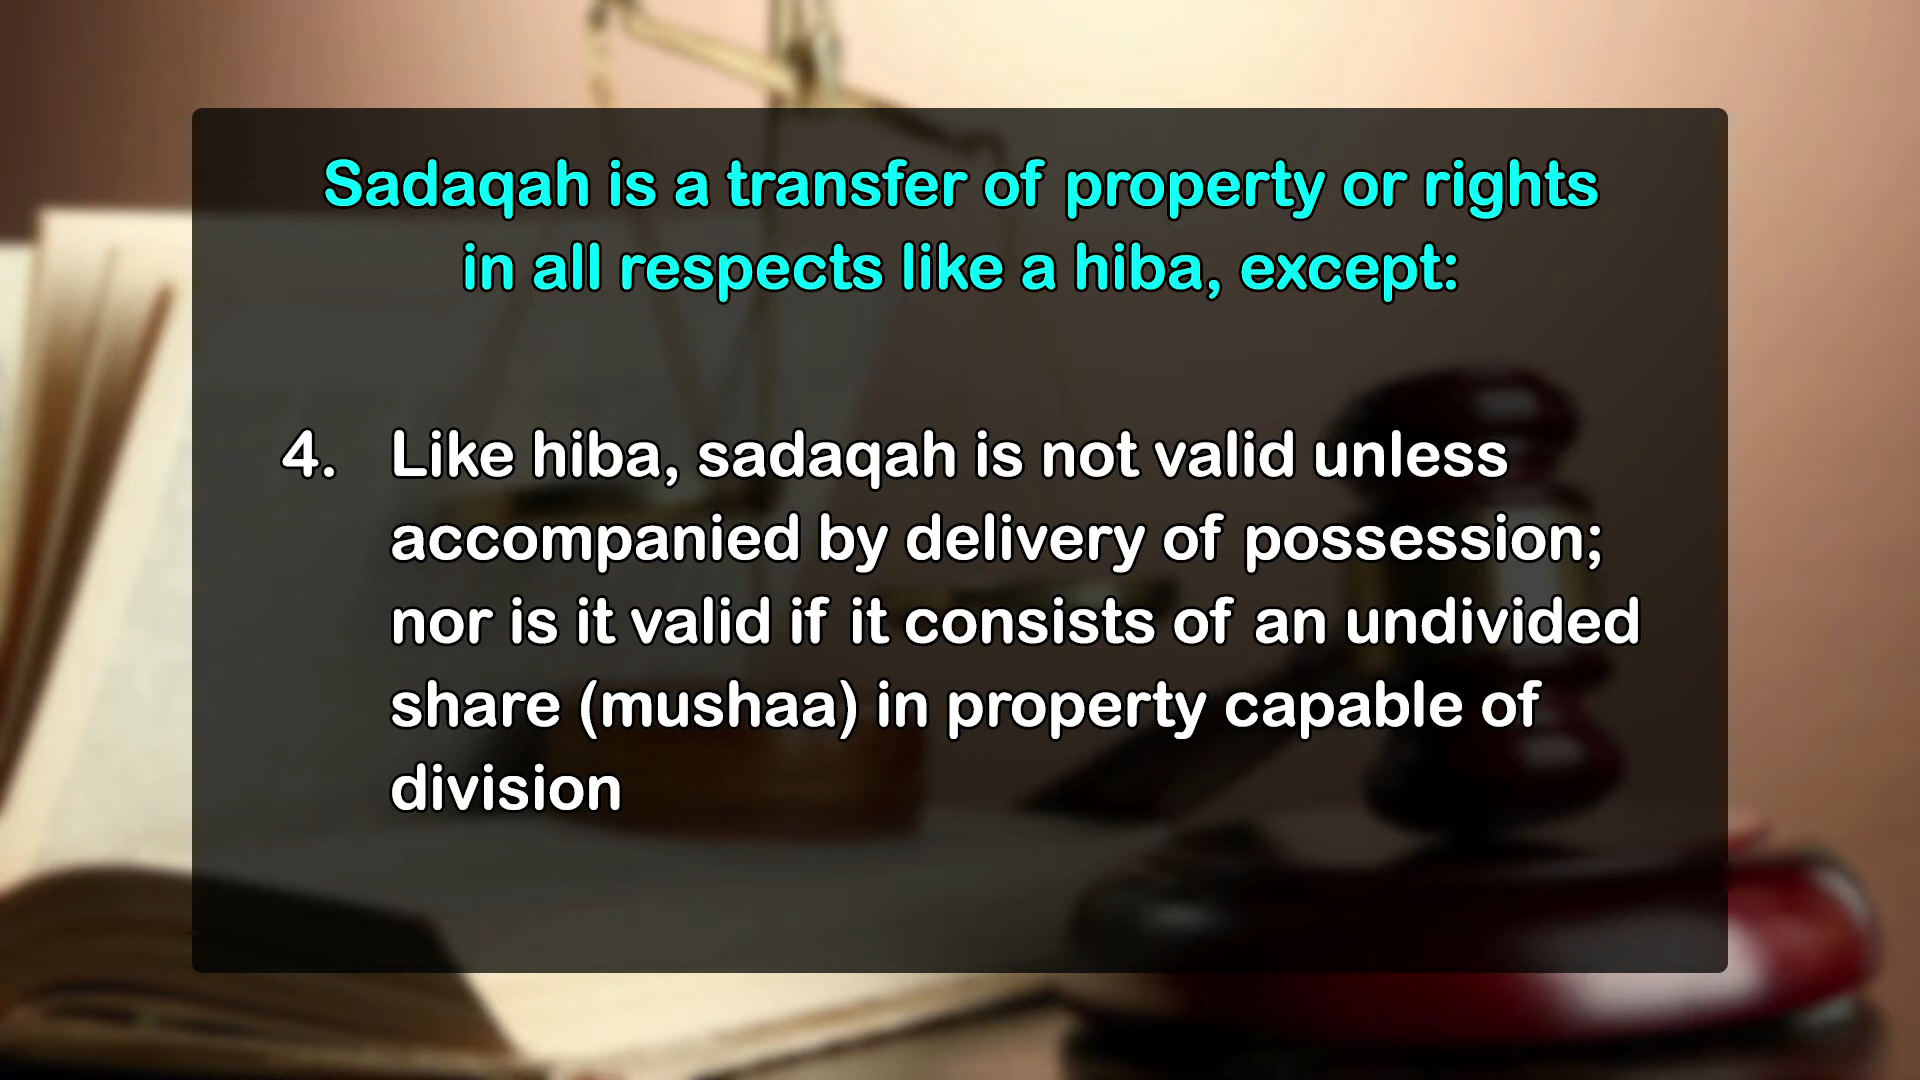 Sadaqah is a transfer of property or rights
in all respects like a hiba, except:
4. Like hiba, sadaqah is not valid unless
accompanied by delivery of possession;
nor is it valid if it consists of an undivided
share (mushaa) in property capable of
division